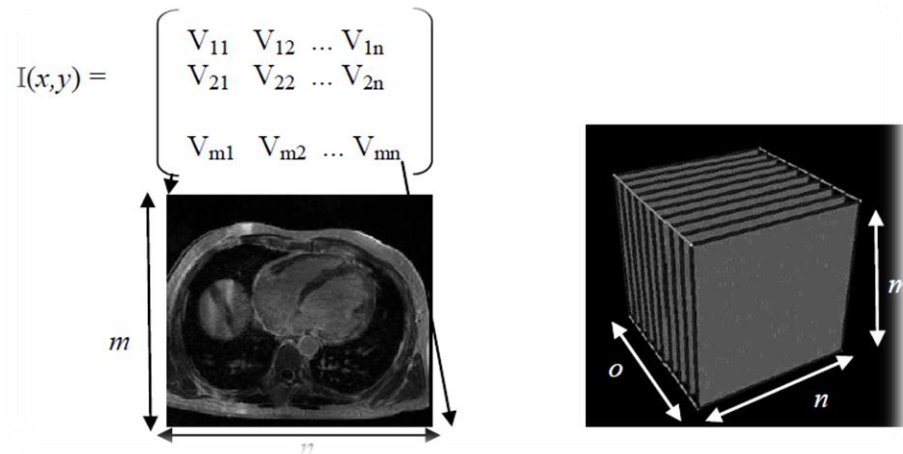 V₁₁ V₁₂ ... V₁ₙ
I(x,y) =
V₂₁ V₂₂ ... V₂ₙ
Vₘ₁ Vₘ₂ ... Vₘₙ
m
n
m
o
n